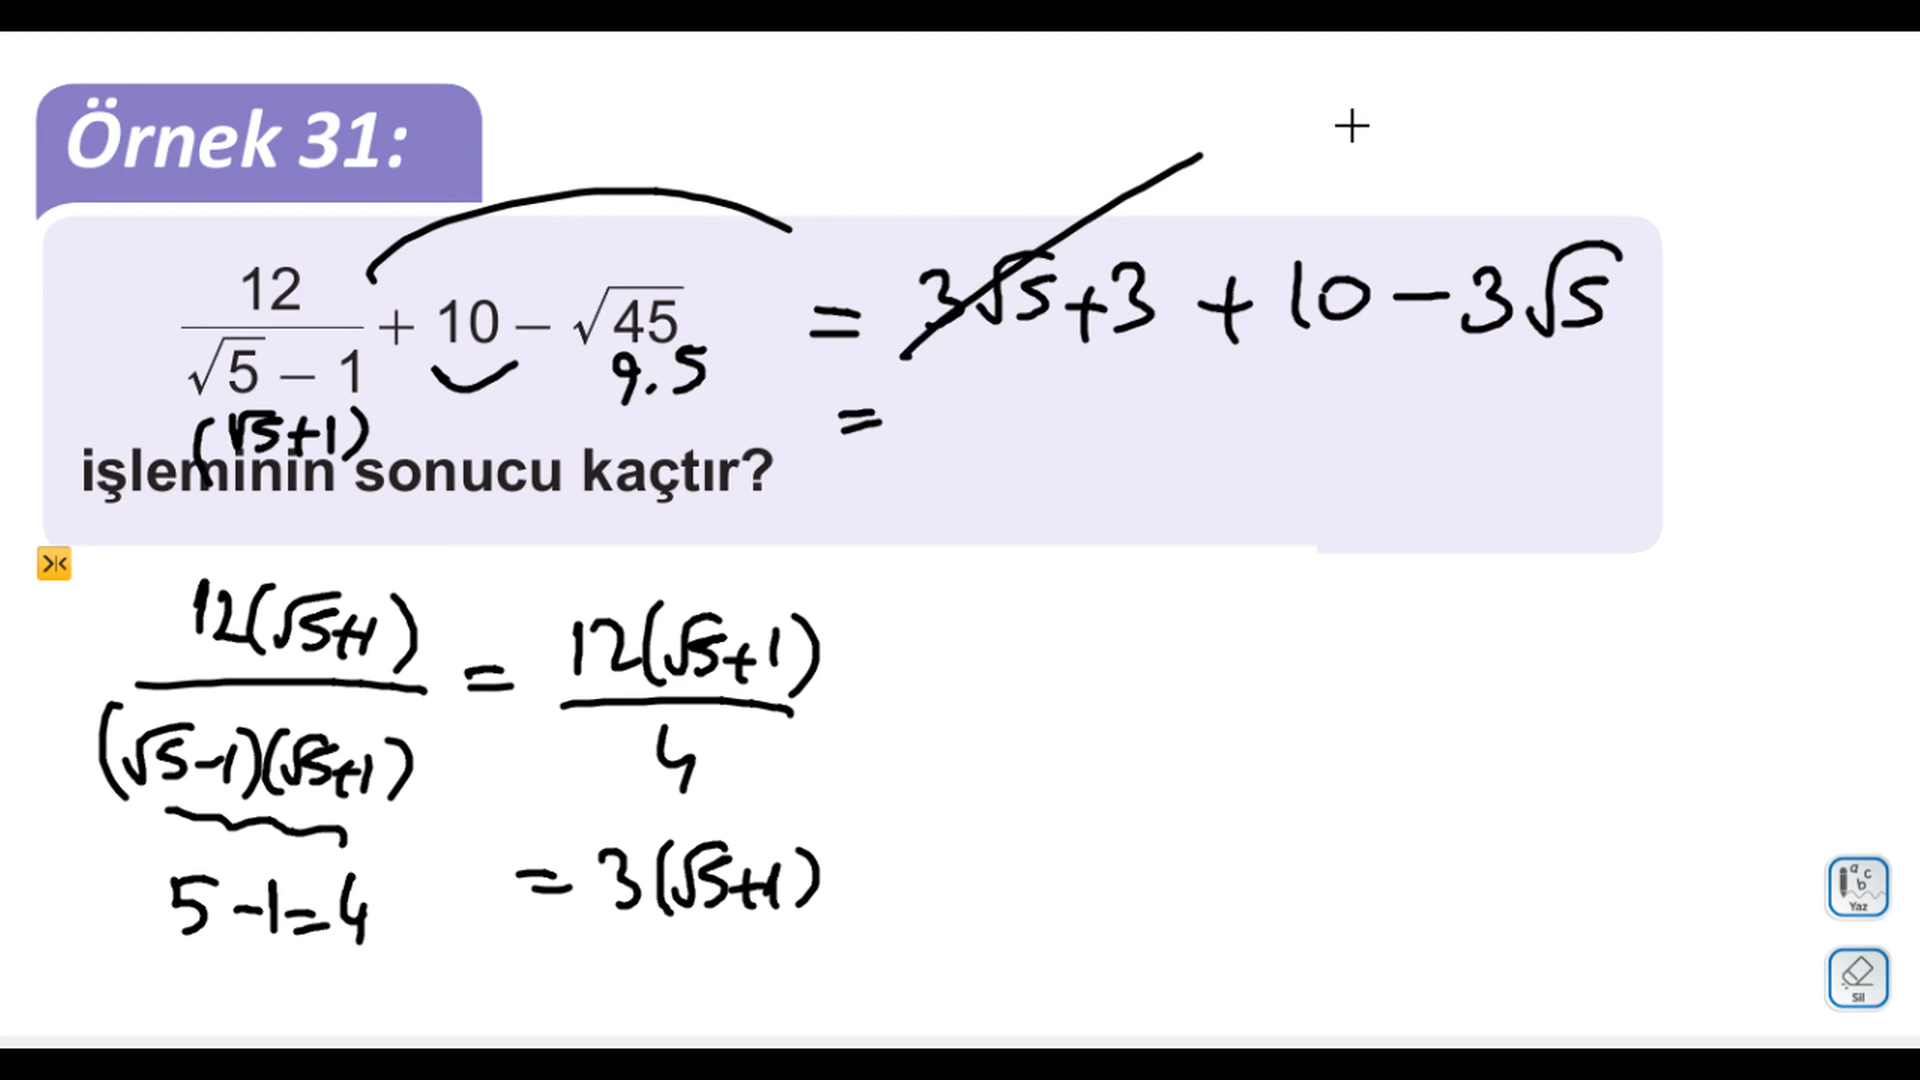 Örnek 31:
12/(√5 − 1) + 10 − √45 = 3√5+3 + 10 − 3√5
9.5
=
(√5+1)
işleminin sonucu kaçtır?
12(√5+1)/(√5−1)(√5+1) = 12(√5+1)/4
5−1=4
= 3(√5+1)
a b c
Yaz
Sil